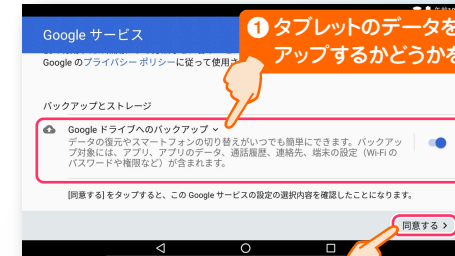 Google サービス
❶ タブレットのデータを
アップするかどうかを
Google のプライバシー ポリシーに従って使用さ
バックアップとストレージ
Google ドライブへのバックアップ
データの復元やスマートフォンの切り替えがいつでも簡単にできます。バックアッ
プ対象には、アプリ、アプリのデータ、通話履歴、連絡先、端末の設定（Wi-Fi の
パスワードや権限など）が含まれます。
[同意する] をタップすると、この Google サービスの設定の選択内容を確認したことになります。
同意する